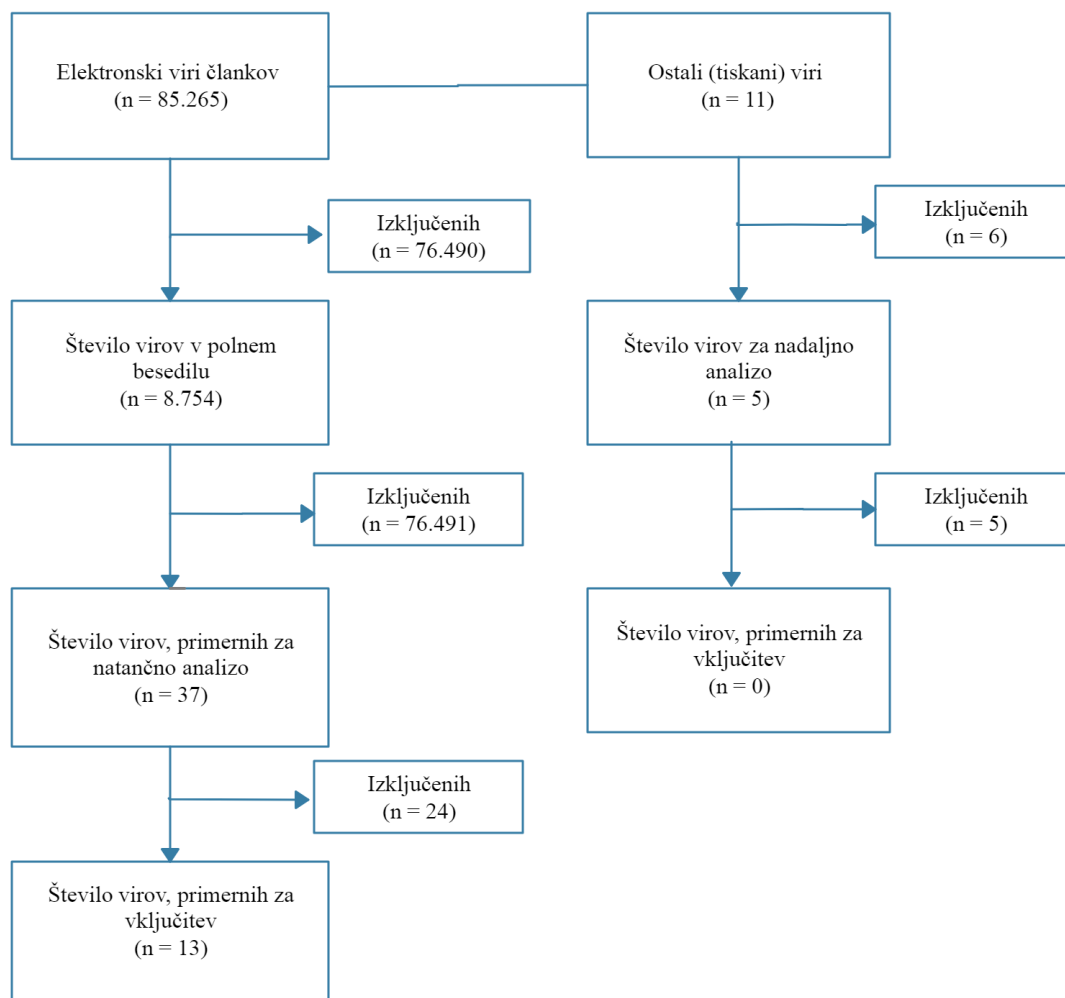 Elektronski viri člankov
(n = 85.265)
Ostali (tiskani) viri
(n = 11)
Izključenih
(n = 76.490)
Izključenih
(n = 6)
Število virov v polnem
besedilu
(n = 8.754)
Število virov za nadaljno
analizo
(n = 5)
Izključenih
(n = 76.491)
Izključenih
(n = 5)
Število virov, primernih za
natančno analizo
(n = 37)
Število virov, primernih za
vključitev
(n = 0)
Izključenih
(n = 24)
Število virov, primernih za
vključitev
(n = 13)